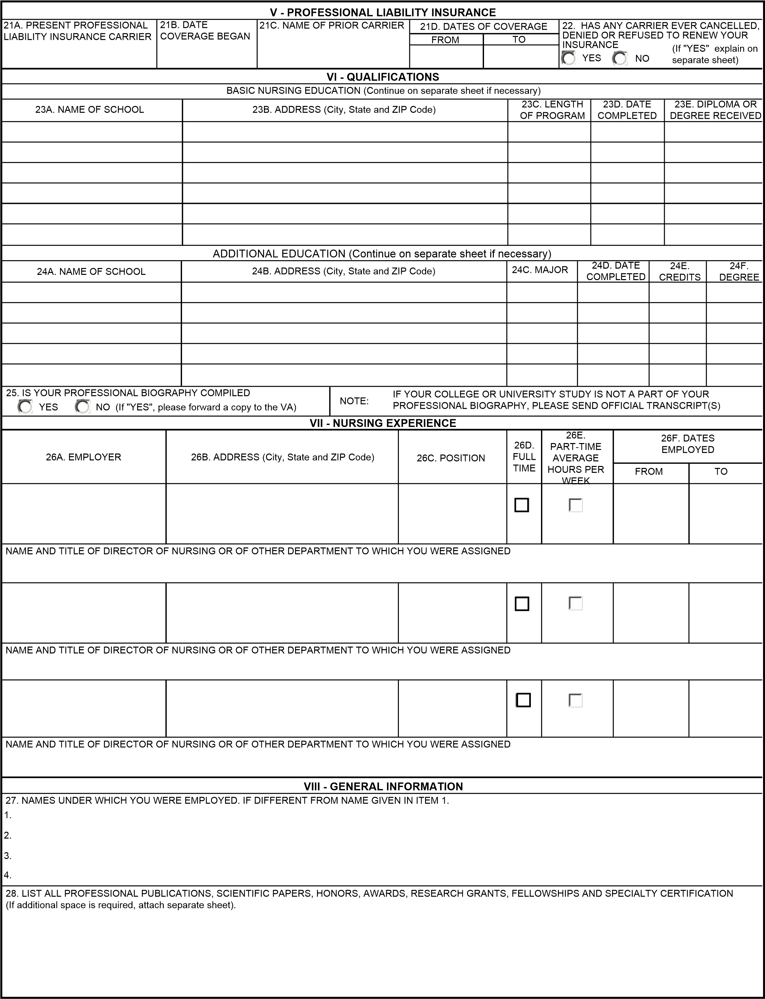 V - PROFESSIONAL LIABILITY INSURANCE
21A. PRESENT PROFESSIONAL
LIABILITY INSURANCE CARRIER
21B. DATE
COVERAGE BEGAN
21C. NAME OF PRIOR CARRIER
21D. DATES OF COVERAGE
FROM
TO
22. HAS ANY CARRIER EVER CANCELLED,
DENIED OR REFUSED TO RENEW YOUR
INSURANCE
YES
NO
(If "YES" explain on
separate sheet)
VI - QUALIFICATIONS
BASIC NURSING EDUCATION (Continue on separate sheet if necessary)
23A. NAME OF SCHOOL
23B. ADDRESS (City, State and ZIP Code)
23C. LENGTH
OF PROGRAM
23D. DATE
COMPLETED
23E. DIPLOMA OR
DEGREE RECEIVED
ADDITIONAL EDUCATION (Continue on separate sheet if necessary)
24A. NAME OF SCHOOL
24B. ADDRESS (City, State and ZIP Code)
24C. MAJOR
24D. DATE
COMPLETED
24E.
CREDITS
24F.
DEGREE
25. IS YOUR PROFESSIONAL BIOGRAPHY COMPILED
YES
NO (If "YES", please forward a copy to the VA)
NOTE:
IF YOUR COLLEGE OR UNIVERSITY STUDY IS NOT A PART OF YOUR
PROFESSIONAL BIOGRAPHY, PLEASE SEND OFFICIAL TRANSCRIPT(S)
VII - NURSING EXPERIENCE
26A. EMPLOYER
26B. ADDRESS (City, State and ZIP Code)
26C. POSITION
26D.
FULL
TIME
26E.
PART-TIME
AVERAGE
HOURS PER
WEEK
26F. DATES
EMPLOYED
FROM
TO
NAME AND TITLE OF DIRECTOR OF NURSING OR OF OTHER DEPARTMENT TO WHICH YOU WERE ASSIGNED
NAME AND TITLE OF DIRECTOR OF NURSING OR OF OTHER DEPARTMENT TO WHICH YOU WERE ASSIGNED
NAME AND TITLE OF DIRECTOR OF NURSING OR OF OTHER DEPARTMENT TO WHICH YOU WERE ASSIGNED
VIII - GENERAL INFORMATION
27. NAMES UNDER WHICH YOU WERE EMPLOYED. IF DIFFERENT FROM NAME GIVEN IN ITEM 1.
1.
2.
3.
4.
28. LIST ALL PROFESSIONAL PUBLICATIONS, SCIENTIFIC PAPERS, HONORS, AWARDS, RESEARCH GRANTS, FELLOWSHIPS AND SPECIALTY CERTIFICATION
(If additional space is required, attach separate sheet).